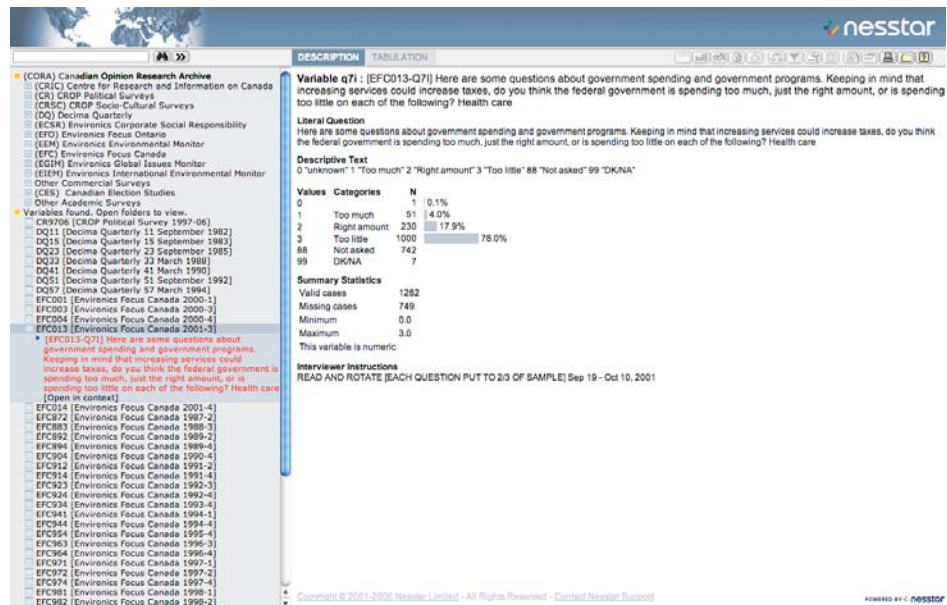 nesstar
DESCRIPTION TABULATION
(CORA) Canadian Opinion Research Archive
(CRIC) Centre for Research and Information on Canada
(CR) CROP Political Surveys
(CRSC) CROP Socio-Cultural Surveys
(DQ) Decima Quarterly
(ECSR) Environics Corporate Social Responsibility
(EFO) Environics Focus Ontario
(EEM) Environics Environmental Monitor
(EFC) Environics Focus Canada
(EGIM) Environics Global Issues Monitor
(EIEM) Environics International Environmental Monitor
Other Commercial Surveys
(CES) Canadian Election Studies
Other Academic Surveys
Variables found. Open folders to view.
CR9706 [CROP Political Survey 1997-06]
DQ11 [Decima Quarterly 11 September 1982]
DQ15 [Decima Quarterly 15 September 1983]
DQ23 [Decima Quarterly 23 September 1985]
DQ33 [Decima Quarterly 33 March 1988]
DQ41 [Decima Quarterly 41 March 1990]
DQ51 [Decima Quarterly 51 September 1992]
DQ57 [Decima Quarterly 57 March 1994]
EFC001 [Environics Focus Canada 2000-1]
EFC003 [Environics Focus Canada 2000-3]
EFC004 [Environics Focus Canada 2000-4]
EFC013 [Environics Focus Canada 2001-3]
[EFC013-Q7I] Here are some questions about
government spending and government programs.
Keeping in mind that increasing services could
increase taxes, do you think the federal government is
spending too much, just the right amount, or is
spending too little on each of the following? Health care
[Open in context]
EFC014 [Environics Focus Canada 2001-4]
EFC872 [Environics Focus Canada 1987-2]
EFC883 [Environics Focus Canada 1988-3]
EFC892 [Environics Focus Canada 1989-2]
EFC894 [Environics Focus Canada 1989-4]
EFC904 [Environics Focus Canada 1990-4]
EFC912 [Environics Focus Canada 1991-2]
EFC914 [Environics Focus Canada 1991-4]
EFC923 [Environics Focus Canada 1992-3]
EFC924 [Environics Focus Canada 1992-4]
EFC934 [Environics Focus Canada 1993-4]
EFC941 [Environics Focus Canada 1994-1]
EFC944 [Environics Focus Canada 1994-4]
EFC954 [Environics Focus Canada 1995-4]
EFC963 [Environics Focus Canada 1996-3]
EFC964 [Environics Focus Canada 1996-4]
EFC971 [Environics Focus Canada 1997-1]
EFC972 [Environics Focus Canada 1997-2]
EFC974 [Environics Focus Canada 1997-4]
EFC981 [Environics Focus Canada 1998-1]
EFC982 [Environics Focus Canada 1998-2]
Variable q7i : [EFC013-Q7I] Here are some questions about government spending and government programs. Keeping in mind that
increasing services could increase taxes, do you think the federal government is spending too much, just the right amount, or is spending
too little on each of the following? Health care
Literal Question
Here are some questions about government spending and government programs. Keeping in mind that increasing services could increase taxes, do you think
the federal government is spending too much, just the right amount, or is spending too little on each of the following? Health care
Descriptive Text
0 "unknown" 1 "Too much" 2 "Right amount" 3 "Too little" 88 "Not asked" 99 "DK/NA"
Values Categories N
0 1 0.1%
1 Too much 51 4.0%
2 Right amount 230 17.9%
3 Too little 1000 78.0%
88 Not asked 742
99 DK/NA 7
Summary Statistics
Valid cases 1282
Missing cases 749
Minimum 0.0
Maximum 3.0
This variable is numeric
Interviewer Instructions
READ AND ROTATE [EACH QUESTION PUT TO 2/3 OF SAMPLE] Sep 19 - Oct 10, 2001
Copyright © 2001-2006 Nesstar Limited - All Rights Reserved - Contact Nesstar Support
POWERED BY nesstar